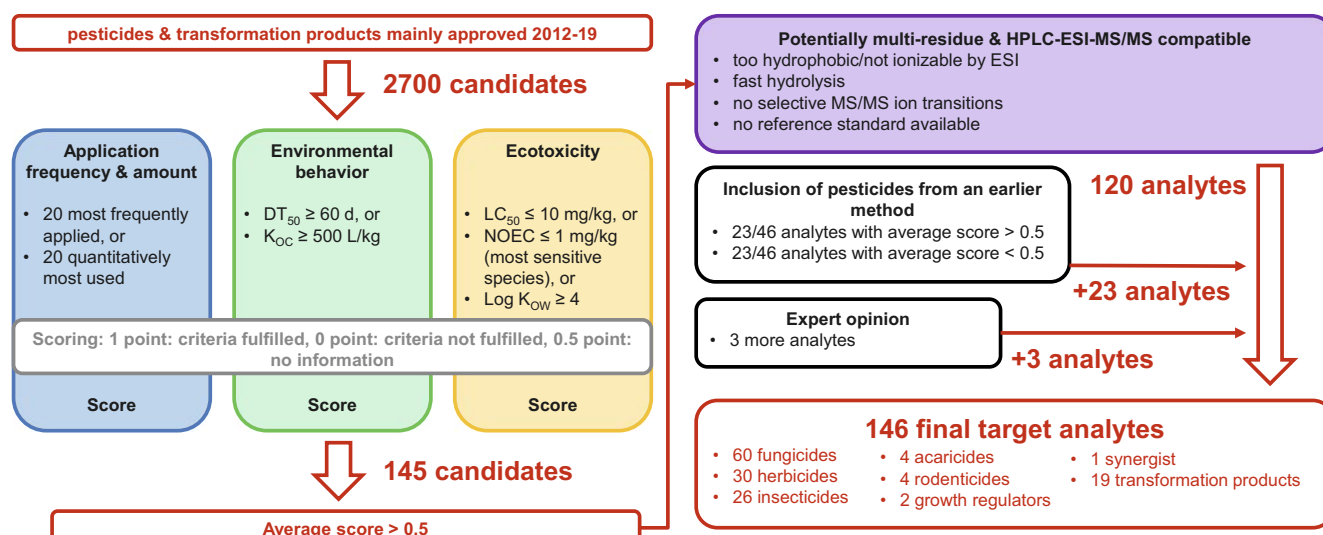 pesticides & transformation products mainly approved 2012-19
2700 candidates
Application
frequency & amount
• 20 most frequently
applied, or
• 20 quantitatively
most used
Environmental
behavior
• DT50 ≥ 60 d, or
• KOC ≥ 500 L/kg
Ecotoxicity
• LC50 ≤ 10 mg/kg, or
• NOEC ≤ 1 mg/kg
(most sensitive
species), or
• Log KOW ≥ 4
Scoring: 1 point: criteria fulfilled, 0 point: criteria not fulfilled, 0.5 point:
no information
Score
Score
Score
145 candidates
Average score > 0.5
Potentially multi-residue & HPLC-ESI-MS/MS compatible
• too hydrophobic/not ionizable by ESI
• fast hydrolysis
• no selective MS/MS ion transitions
• no reference standard available
120 analytes
Inclusion of pesticides from an earlier
method
• 23/46 analytes with average score > 0.5
• 23/46 analytes with average score < 0.5
+23 analytes
Expert opinion
• 3 more analytes
+3 analytes
146 final target analytes
• 60 fungicides
• 30 herbicides
• 26 insecticides
• 4 acaricides
• 4 rodenticides
• 2 growth regulators
• 1 synergist
• 19 transformation products